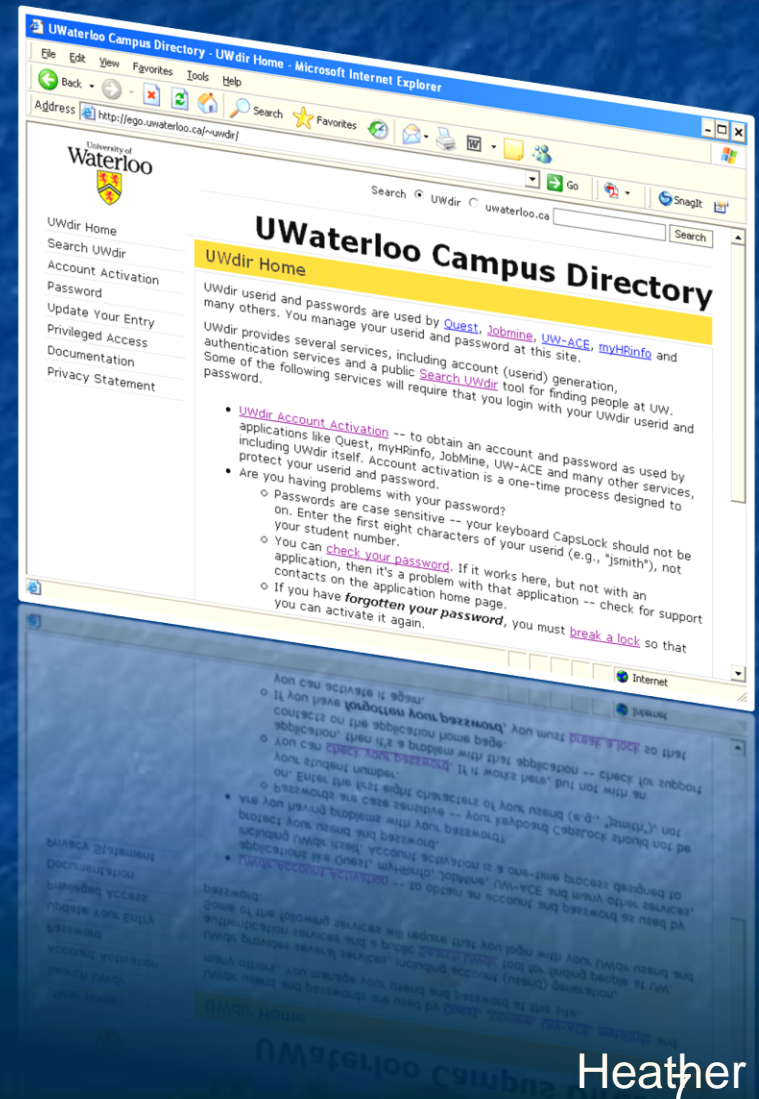 UWaterloo Campus Directory - UWdir Home - Microsoft Internet Explorer
File Edit View Favorites Tools Help
Back Search Favorites
Address http://ego.uwaterloo.ca/~uwdir/ Go SnagIt
University of
Waterloo
Search UWdir uwaterloo.ca Search
UWaterloo Campus Directory
UWdir Home
Search UWdir
Account Activation
Password
Update Your Entry
Privileged Access
Documentation
Privacy Statement
UWdir Home
UWdir userid and passwords are used by Quest, Jobmine, UW-ACE, myHRinfo and
many others. You manage your userid and password at this site.
UWdir provides several services, including account (userid) generation,
authentication services and a public Search UWdir tool for finding people at UW.
Some of the following services will require that you login with your UWdir userid and
password.
• UWdir Account Activation -- to obtain an account and password as used by
applications like Quest, myHRinfo, JobMine, UW-ACE and many other services,
including UWdir itself. Account activation is a one-time process designed to
protect your userid and password.
• Are you having problems with your password?
○ Passwords are case sensitive -- your keyboard CapsLock should not be
on. Enter the first eight characters of your userid (e.g., "jsmith"), not
your student number.
○ You can check your password. If it works here, but not with an
application, then it's a problem with that application -- check for support
contacts on the application home page.
○ If you have forgotten your password, you must break a lock so that
you can activate it again.
Internet
Heather
7